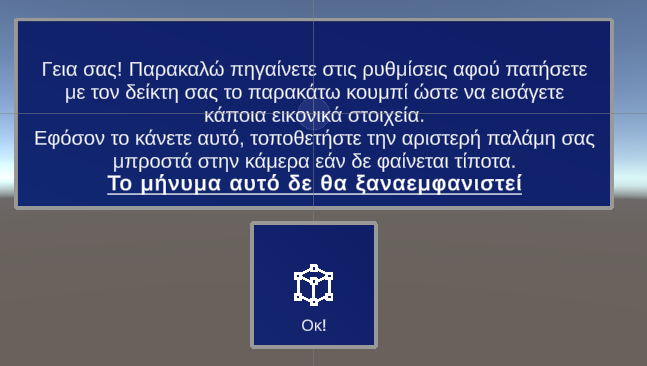 Γεια σας! Παρακαλώ πηγαίνετε στις ρυθμίσεις αφού πατήσετε
με τον δείκτη σας το παρακάτω κουμπί ώστε να εισάγετε
κάποια εικονικά στοιχεία.
Εφόσον το κάνετε αυτό, τοποθετήστε την αριστερή παλάμη σας
μπροστά στην κάμερα εάν δε φαίνεται τίποτα.
Το μήνυμα αυτό δε θα ξαναεμφανιστεί
Οκ!